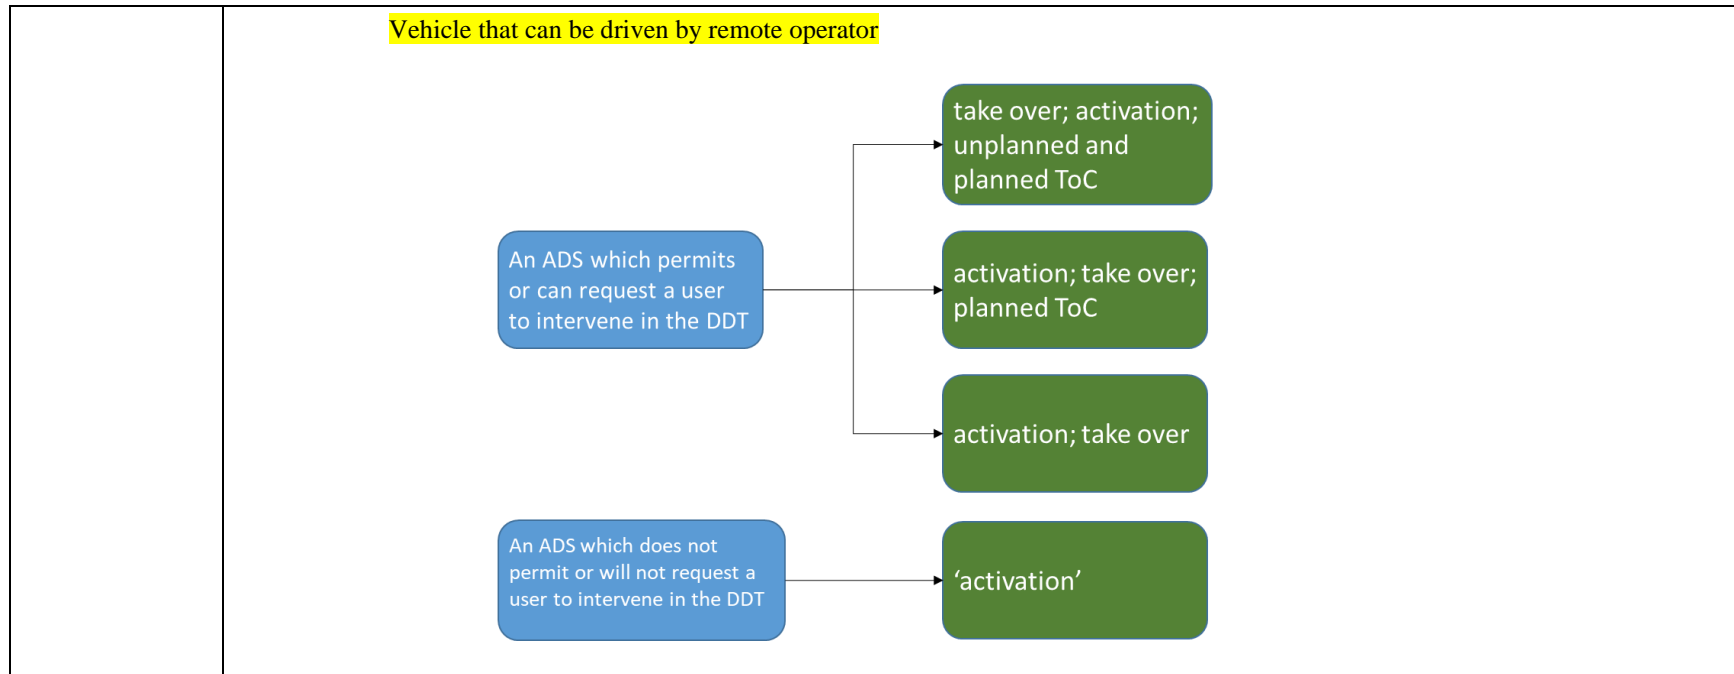 Vehicle that can be driven by remote operator
take over; activation;
unplanned and
planned ToC
An ADS which permits
or can request a user
to intervene in the DDT
activation; take over;
planned ToC
activation; take over
An ADS which does not
permit or will not request a
user to intervene in the DDT
‘activation’